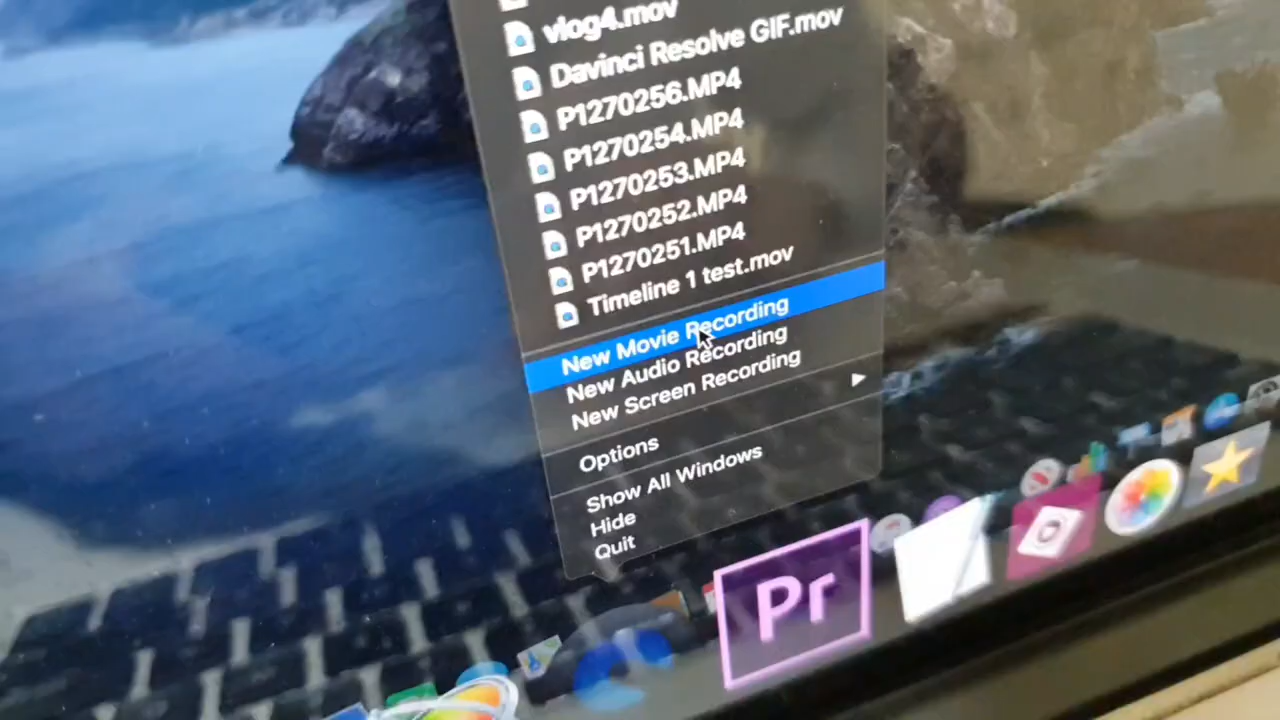 vlog4.mov
Davinci Resolve GIF.mov
P1270256.MP4
P1270254.MP4
P1270253.MP4
P1270252.MP4
P1270251.MP4
Timeline 1 test.mov
New Movie Recording
New Audio Recording
New Screen Recording
Options
Show All Windows
Hide
Quit
Pr